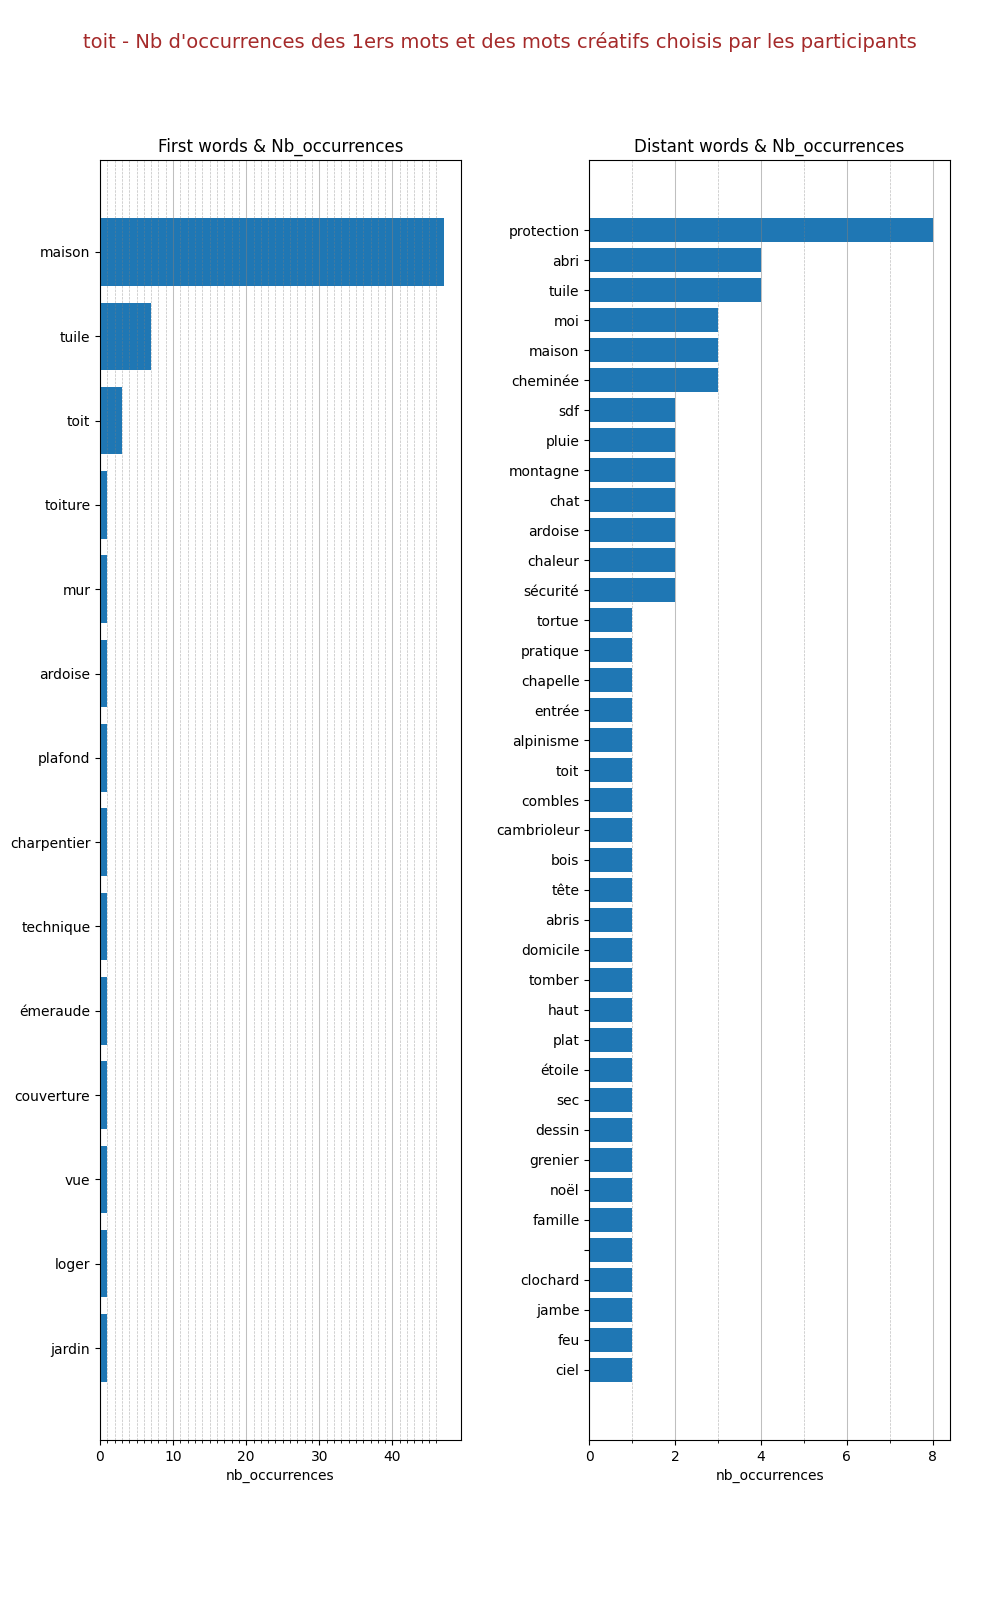 toit - Nb d'occurrences des 1ers mots et des mots créatifs choisis par les participants
First words & Nb_occurrences
maison
tuile
toit
toiture
mur
ardoise
plafond
charpentier
technique
émeraude
couverture
vue
loger
jardin
0 10 20 30 40
nb_occurrences
Distant words & Nb_occurrences
protection
abri
tuile
moi
maison
cheminée
sdf
pluie
montagne
chat
ardoise
chaleur
sécurité
tortue
pratique
chapelle
entrée
alpinisme
toit
combles
cambrioleur
bois
tête
abris
domicile
tomber
haut
plat
étoile
sec
dessin
grenier
noël
famille
clochard
jambe
feu
ciel
0 2 4 6 8
nb_occurrences